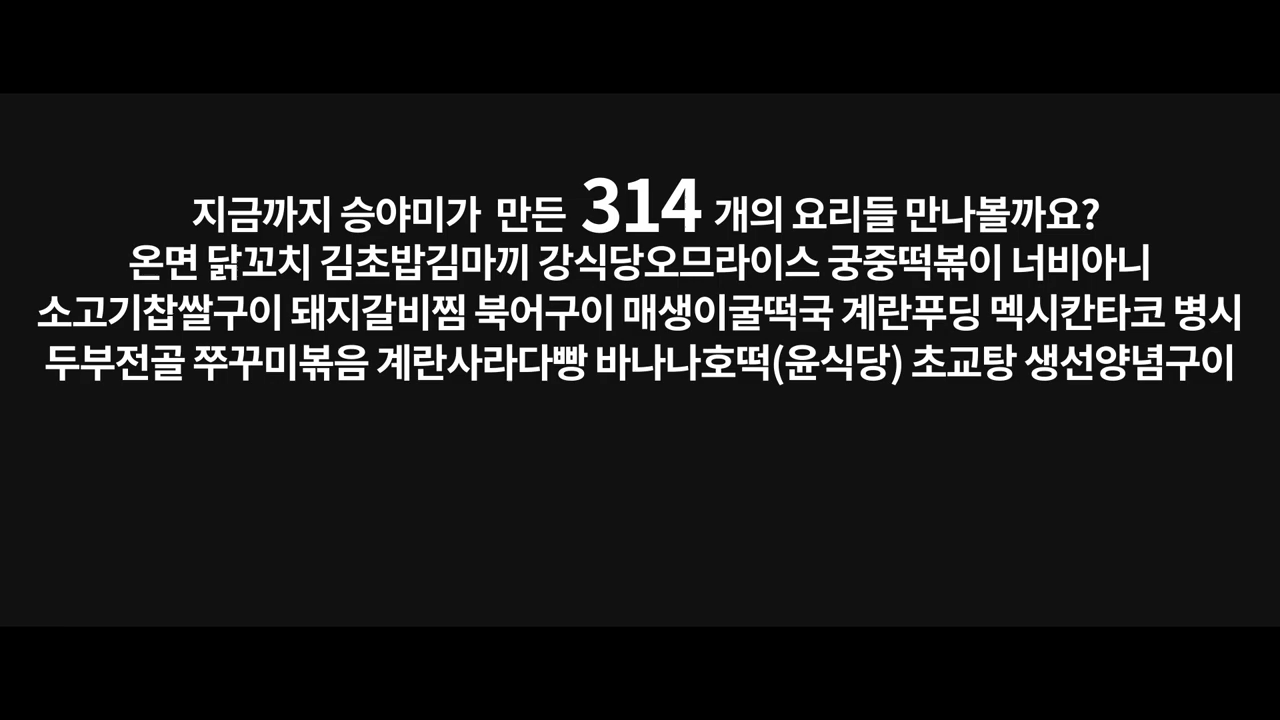 지금까지 승야미가 만든 314 개의 요리들 만나볼까요?
온면 닭꼬치 김초밥김마끼 강식당오므라이스 궁중떡볶이 너비아니
소고기찹쌀구이 돼지갈비찜 북어구이 매생이굴떡국 계란푸딩 멕시칸타코 병시
두부전골 쭈꾸미볶음 계란사라다빵 바나나호떡(윤식당) 초교탕 생선양념구이